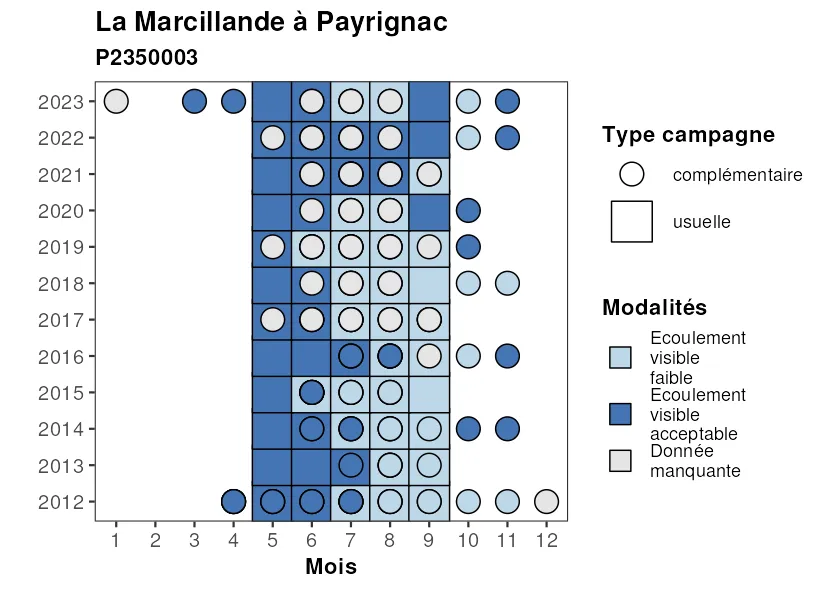 La Marcillande à Payrignac
P2350003
2023
2022
2021
2020
2019
2018
2017
2016
2015
2014
2013
2012
1 2 3 4 5 6 7 8 9 10 11 12
Mois
Type campagne
complémentaire
usuelle
Modalités
Ecoulement
visible
faible
Ecoulement
visible
acceptable
Donnée
manquante